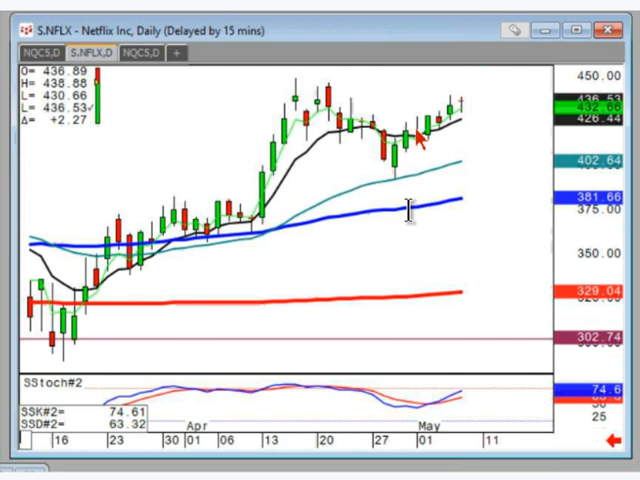 S.NFLX - Netflix Inc, Daily (Delayed by 15 mins)
NQC5,D S.NFLX,D NQC5,D +
O= 436.89
H= 438.88
L= 430.66
L= 436.53✓
Δ= +2.27
450.00
436.53
432.66
426.44
402.64
381.66
375.00
350.00
329.04
302.74
SStoch#2
SSK#2= 74.61
SSD#2= 63.32
74.6
25
Apr May
16 23 30 01 06 13 20 27 01 11